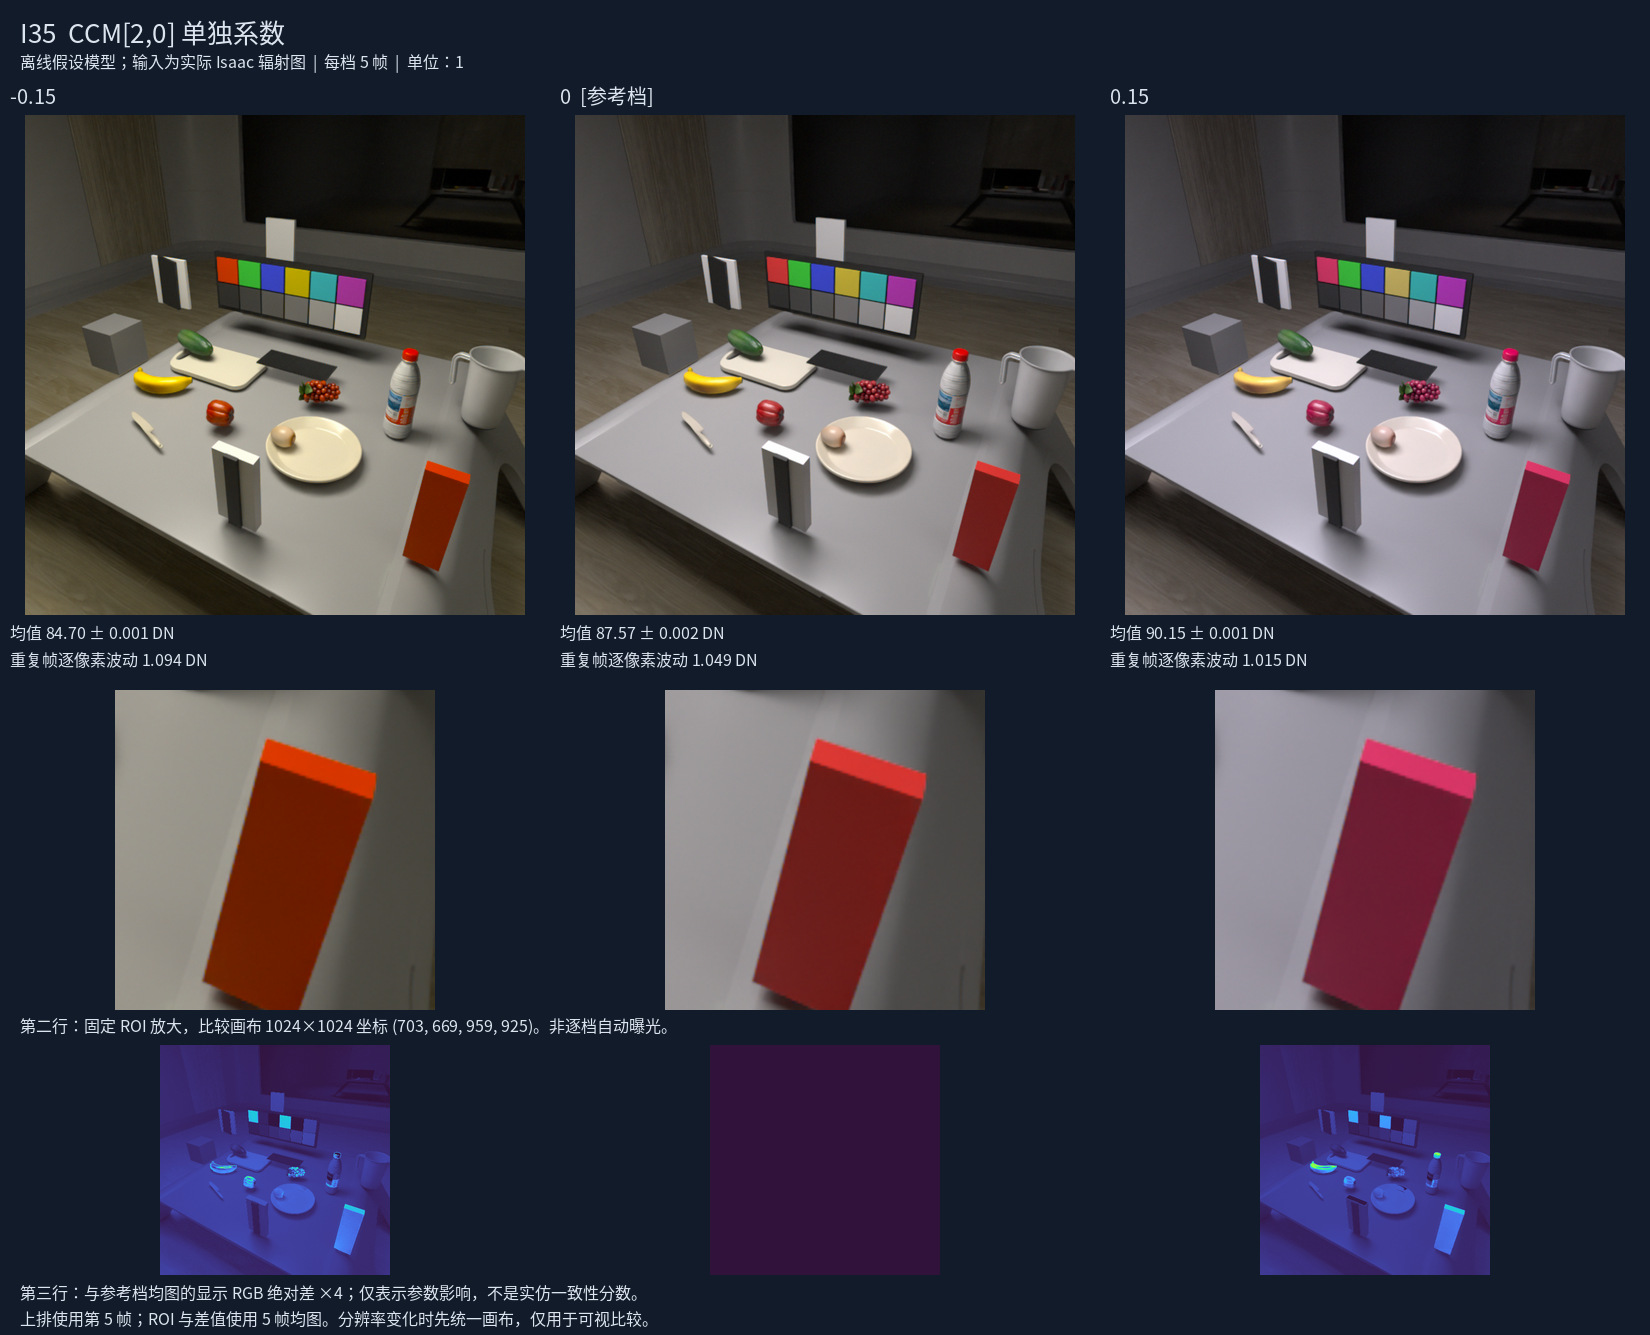 I35 CCM[2,0] 单独系数
离线假设模型；输入为实际 Isaac 辐射图 | 每档 5 帧 | 单位：1
-0.15
0 [参考档]
0.15
均值 84.70 ± 0.001 DN
重复帧逐像素波动 1.094 DN
均值 87.57 ± 0.002 DN
重复帧逐像素波动 1.049 DN
均值 90.15 ± 0.001 DN
重复帧逐像素波动 1.015 DN
第二行：固定 ROI 放大，比较画布 1024×1024 坐标 (703, 669, 959, 925)。非逐档自动曝光。
第三行：与参考档均图的显示 RGB 绝对差 ×4；仅表示参数影响，不是实仿一致性分数。
上排使用第 5 帧；ROI 与差值使用 5 帧均图。分辨率变化时先统一画布，仅用于可视比较。